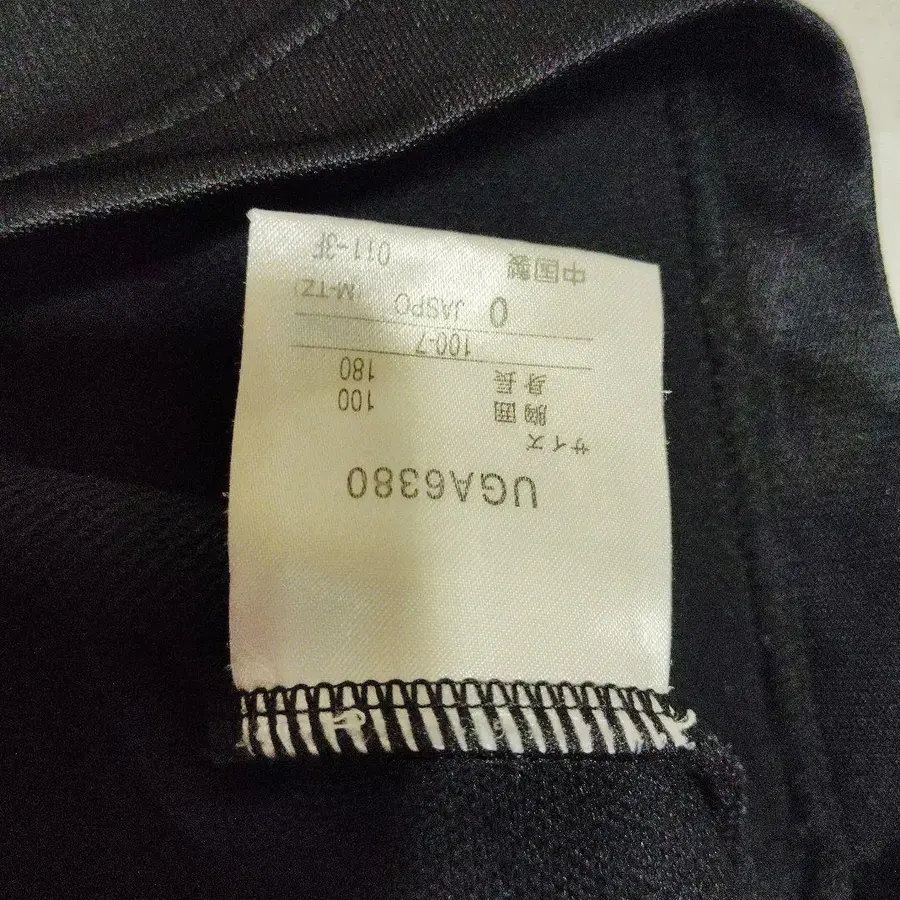 UGA6380
サイズ
胸囲 100
身長 180
100-7
O JASPO M-TZ
中国製 011-3F